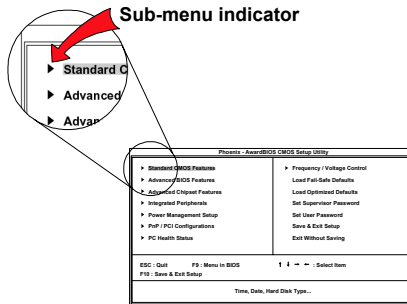 Sub-menu indicator
Standard C
Advanced
Advan
Phoenix - AwardBIOS CMOS Setup Utility
Standard CMOS Features
Advanced BIOS Features
Advanced Chipset Features
Integrated Peripherals
Power Management Setup
PnP / PCI Configurations
PC Health Status
Frequency / Voltage Control
Load Fail-Safe Defaults
Load Optimized Defaults
Set Supervisor Password
Set User Password
Save & Exit Setup
Exit Without Saving
ESC : Quit F9 : Menu in BIOS ↑ ↓ → ← : Select Item
F10 : Save & Exit Setup
Time, Date, Hard Disk Type...